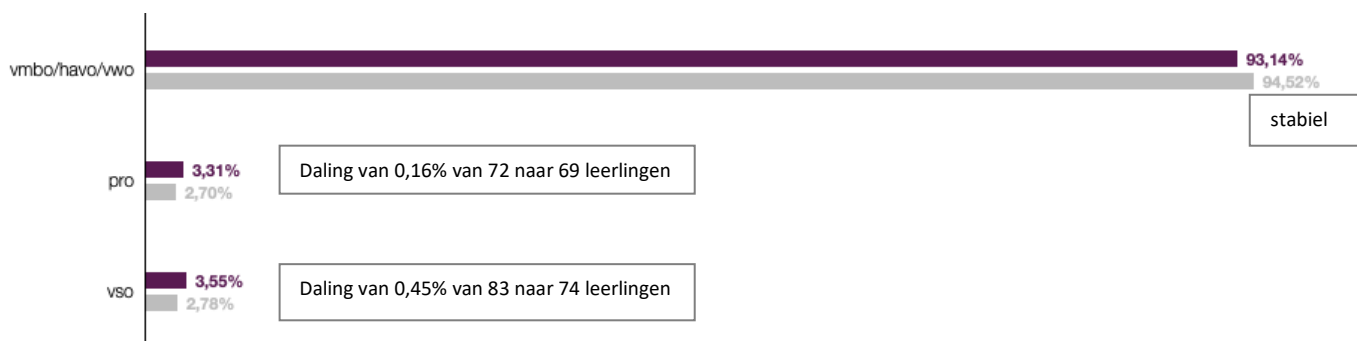 vmbo/havo/vwo
93,14%
94,52%
stabiel
pro
3,31%
2,70%
Daling van 0,16% van 72 naar 69 leerlingen
vso
3,55%
2,78%
Daling van 0,45% van 83 naar 74 leerlingen